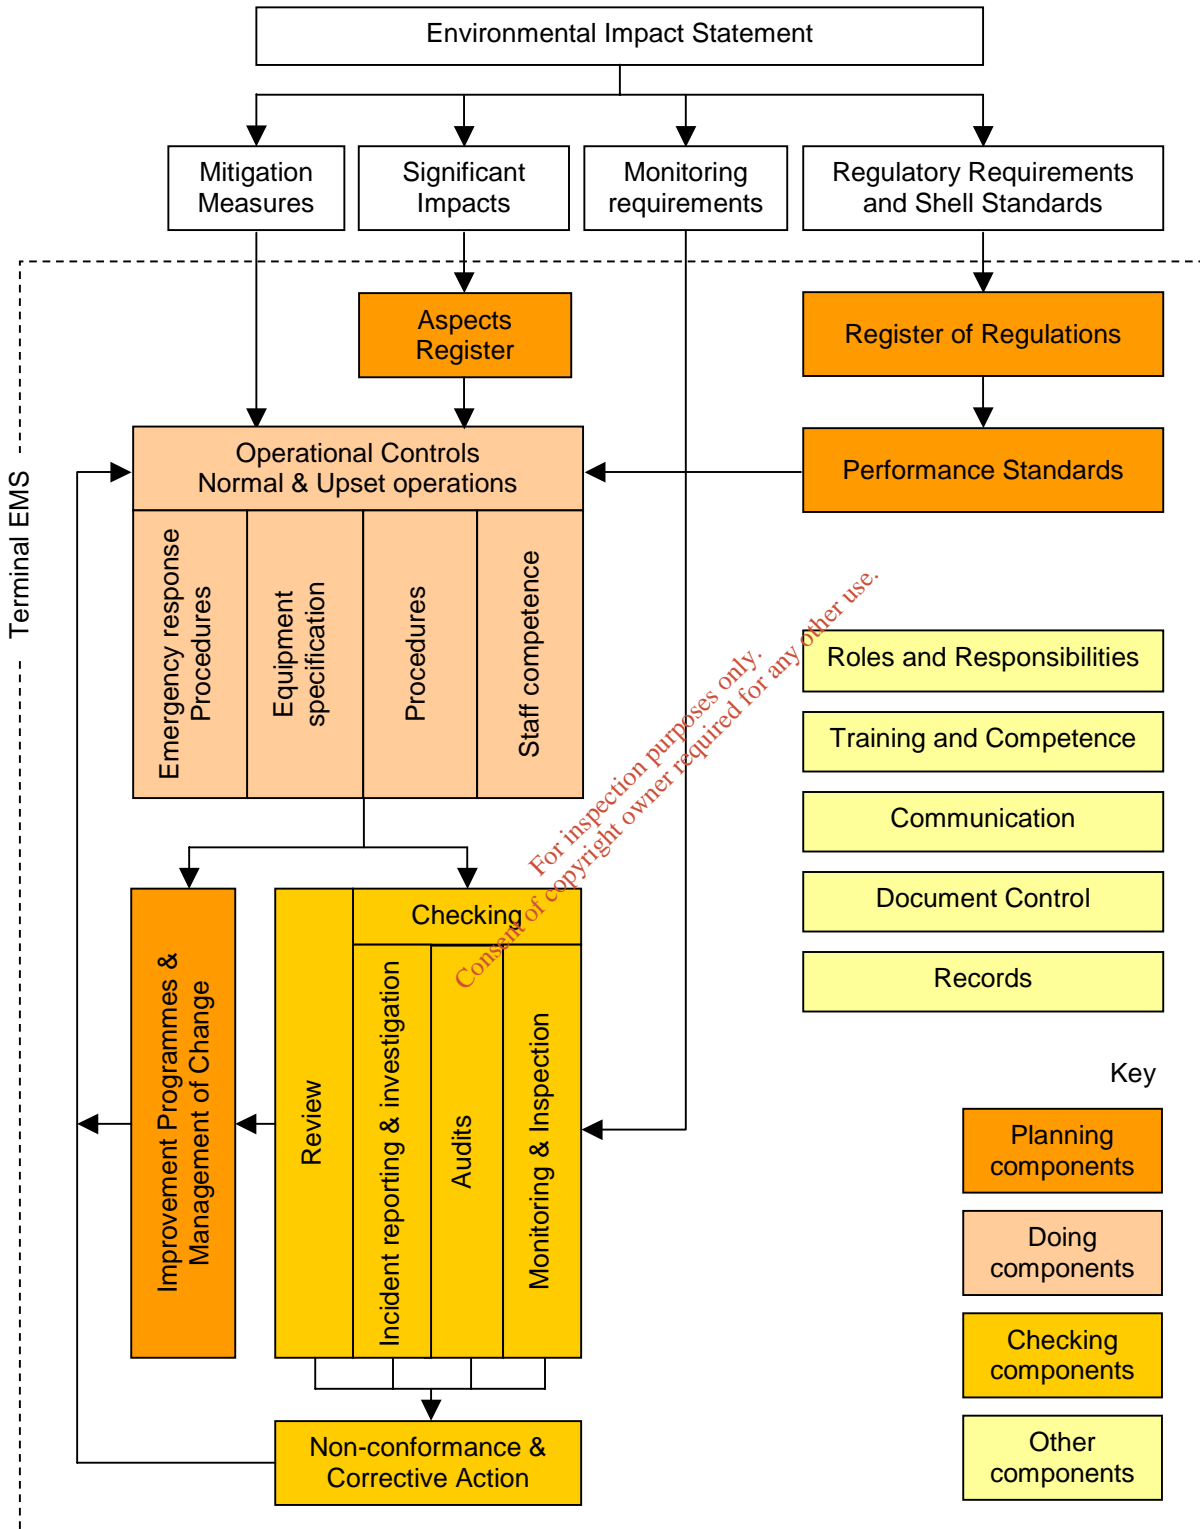 Environmental Impact Statement
Mitigation
Measures
Significant
Impacts
Monitoring
requirements
Regulatory Requirements
and Shell Standards
Terminal EMS
Aspects
Register
Register of Regulations
Operational Controls
Normal & Upset operations
Performance Standards
Emergency response
Procedures
Equipment
specification
Procedures
Staff competence
For inspection purposes only.
Consent of copyright owner required for any other use.
Roles and Responsibilities
Training and Competence
Communication
Document Control
Records
Improvement Programmes &
Management of Change
Review
Checking
Incident reporting & investigation
Audits
Monitoring & Inspection
Non-conformance &
Corrective Action
Key
Planning
components
Doing
components
Checking
components
Other
components